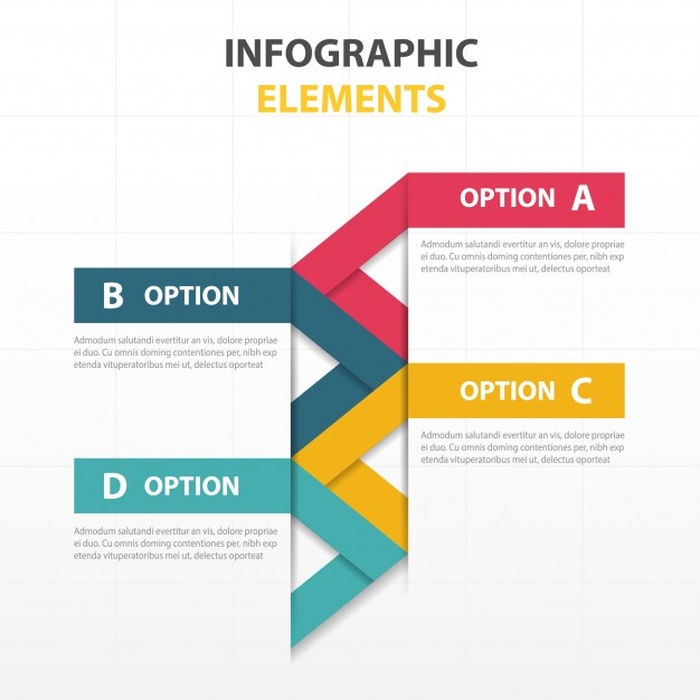 INFOGRAPHIC
ELEMENTS
OPTION A
Admodum salutandi evertitur an vis, dolore propriae
ei duo. Cu omnis doming contentiones per, nibh exp
etenda vituperatoribus mei ut, delectus oporteat
B OPTION
Admodum salutandi evertitur an vis, dolore propriae
ei duo. Cu omnis doming contentiones per, nibh exp
etenda vituperatoribus mei ut, delectus oporteat
OPTION C
Admodum salutandi evertitur an vis, dolore propriae
ei duo. Cu omnis doming contentiones per, nibh exp
etenda vituperatoribus mei ut, delectus oporteat
D OPTION
Admodum salutandi evertitur an vis, dolore propriae
ei duo. Cu omnis doming contentiones per, nibh exp
etenda vituperatoribus mei ut, delectus oporteat